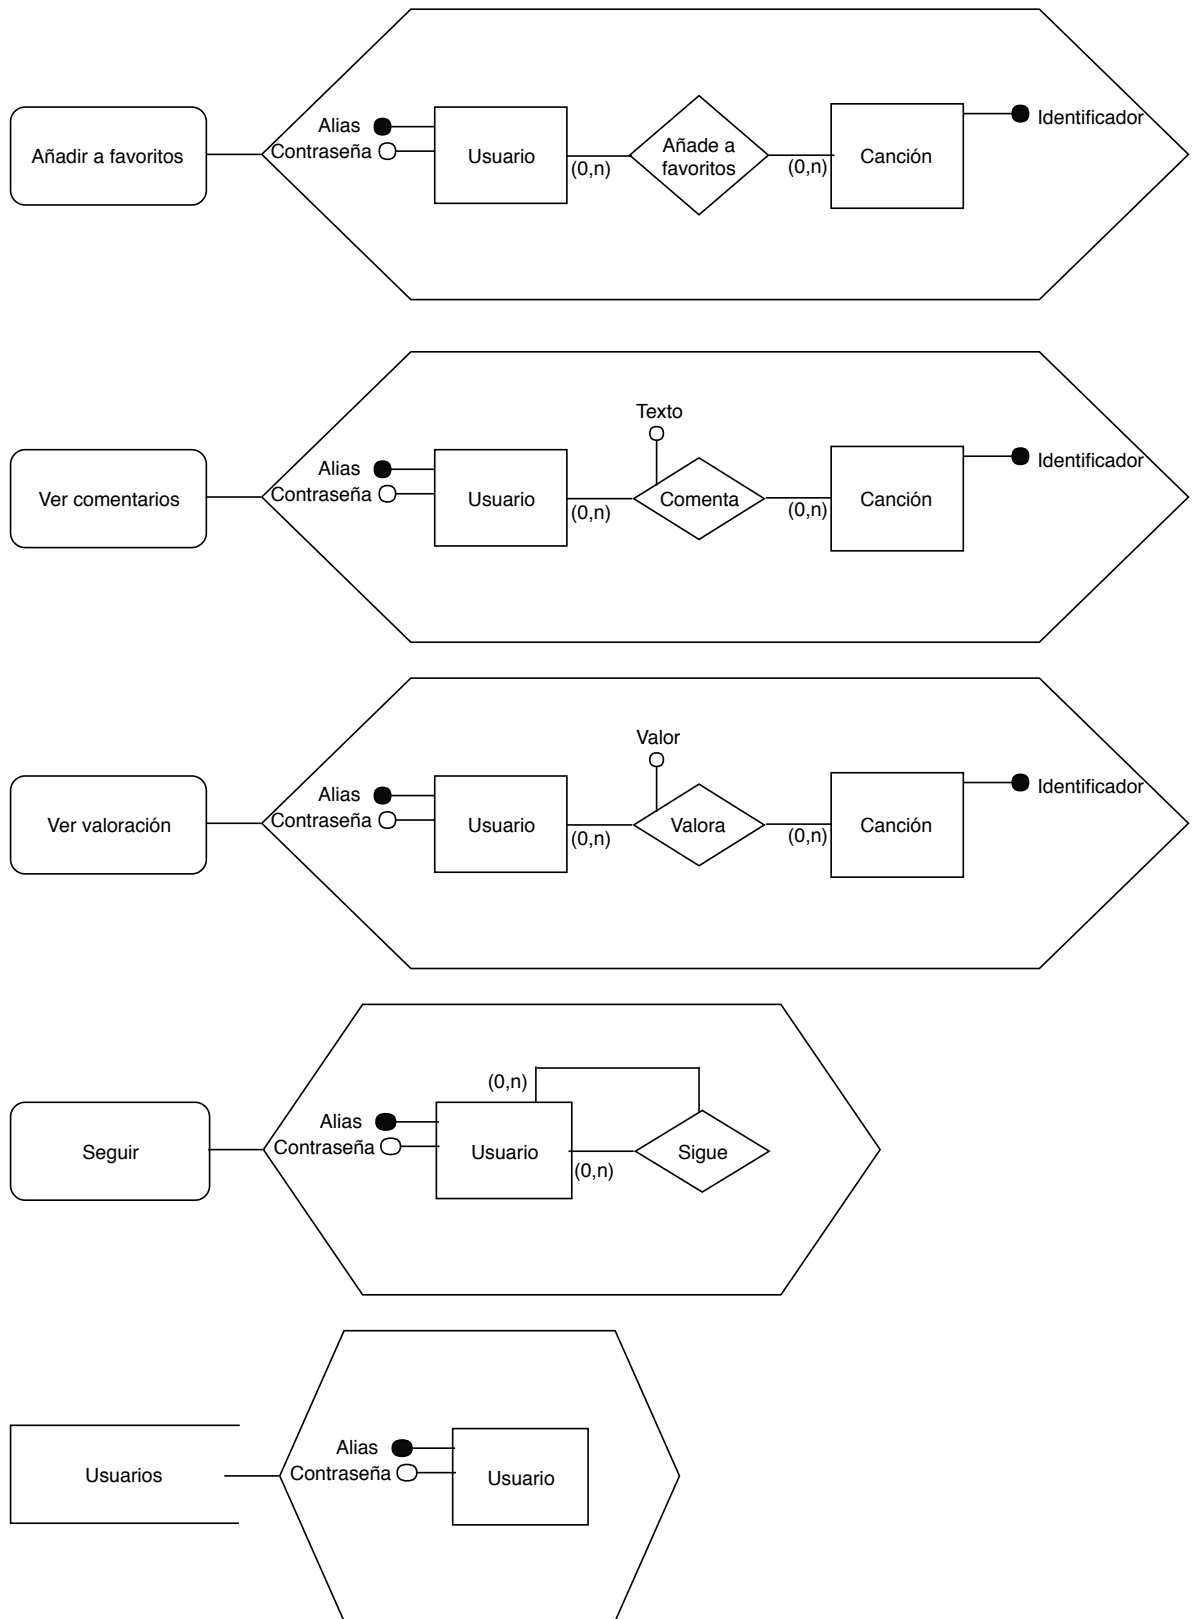 Añadir a favoritos
Alias
Contraseña
Usuario
(0,n)
Añade a
favoritos
(0,n)
Canción
Identificador
Ver comentarios
Alias
Contraseña
Usuario
(0,n)
Texto
Comenta
(0,n)
Canción
Identificador
Ver valoración
Alias
Contraseña
Usuario
(0,n)
Valor
Valora
(0,n)
Canción
Identificador
Seguir
Alias
Contraseña
(0,n)
Usuario
(0,n)
Sigue
Usuarios
Alias
Contraseña
Usuario